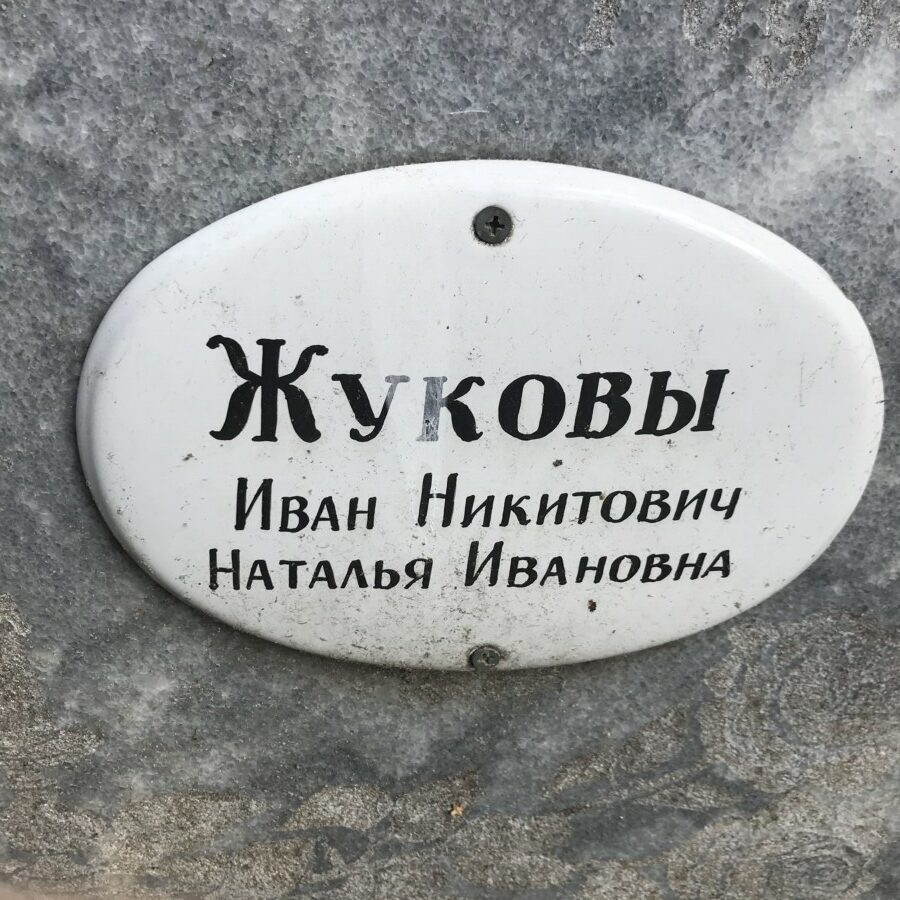 Жуковы
Иван Никитович
Наталья Ивановна